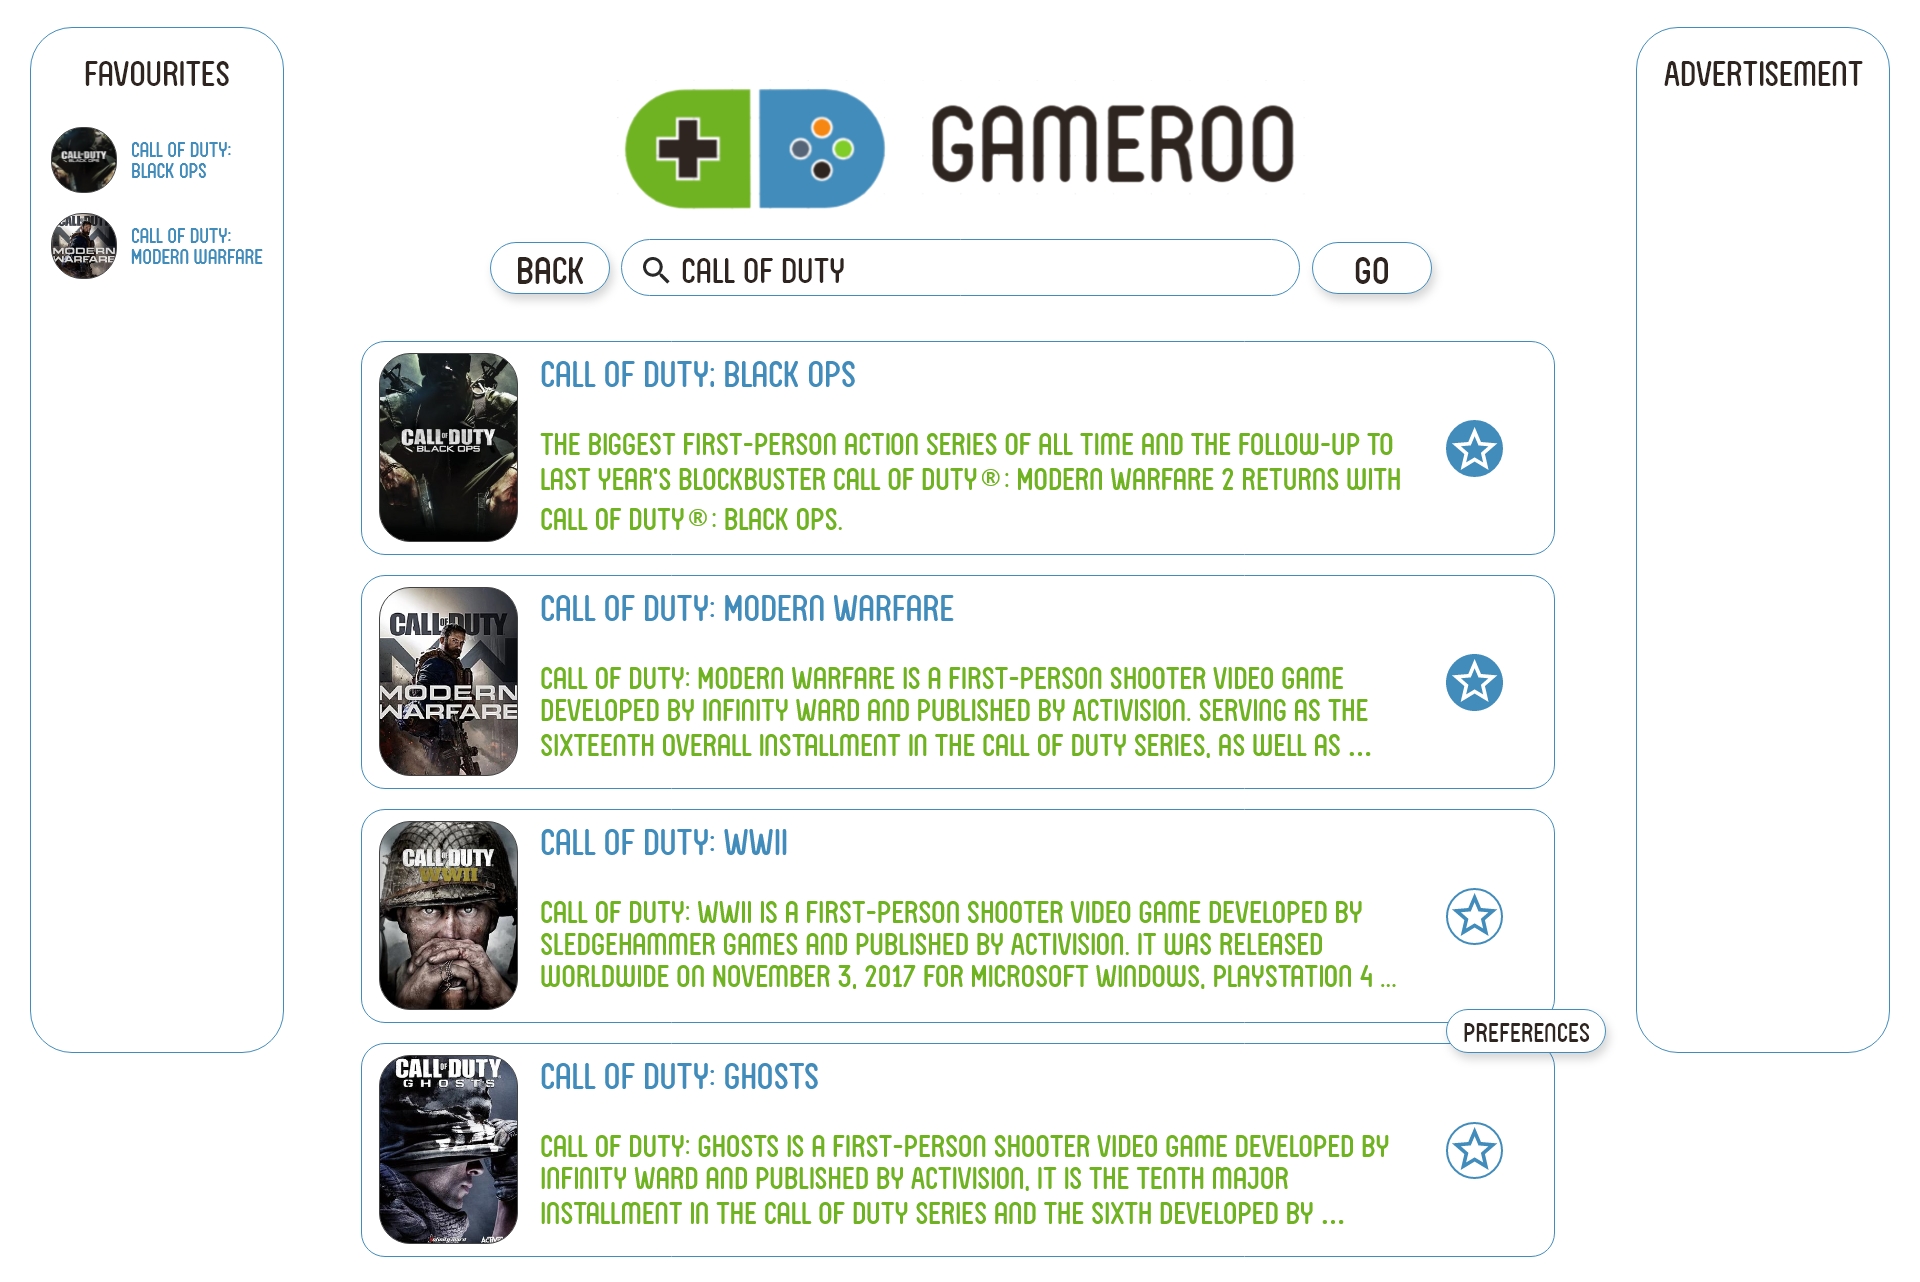 FAVOURITES
CALL OF DUTY:
BLACK OPS
CALL OF DUTY:
MODERN WARFARE
GAMEROO
BACK
CALL OF DUTY
GO
CALL OF DUTY: BLACK OPS
THE BIGGEST FIRST-PERSON ACTION SERIES OF ALL TIME AND THE FOLLOW-UP TO
LAST YEAR'S BLOCKBUSTER CALL OF DUTY®: MODERN WARFARE 2 RETURNS WITH
CALL OF DUTY®: BLACK OPS.
CALL OF DUTY
BLACK OPS
CALL OF DUTY: MODERN WARFARE
CALL OF DUTY: MODERN WARFARE IS A FIRST-PERSON SHOOTER VIDEO GAME
DEVELOPED BY INFINITY WARD AND PUBLISHED BY ACTIVISION. SERVING AS THE
SIXTEENTH OVERALL INSTALLMENT IN THE CALL OF DUTY SERIES, AS WELL AS ...
CALL OF DUTY
MODERN
WARFARE
CALL OF DUTY: WWII
CALL OF DUTY: WWII IS A FIRST-PERSON SHOOTER VIDEO GAME DEVELOPED BY
SLEDGEHAMMER GAMES AND PUBLISHED BY ACTIVISION. IT WAS RELEASED
WORLDWIDE ON NOVEMBER 3, 2017 FOR MICROSOFT WINDOWS, PLAYSTATION 4 ...
CALL OF DUTY
WWII
PREFERENCES
CALL OF DUTY: GHOSTS
CALL OF DUTY: GHOSTS IS A FIRST-PERSON SHOOTER VIDEO GAME DEVELOPED BY
INFINITY WARD AND PUBLISHED BY ACTIVISION, IT IS THE TENTH MAJOR
INSTALLMENT IN THE CALL OF DUTY SERIES AND THE SIXTH DEVELOPED BY ...
CALL OF DUTY
GHOSTS
ADVERTISEMENT